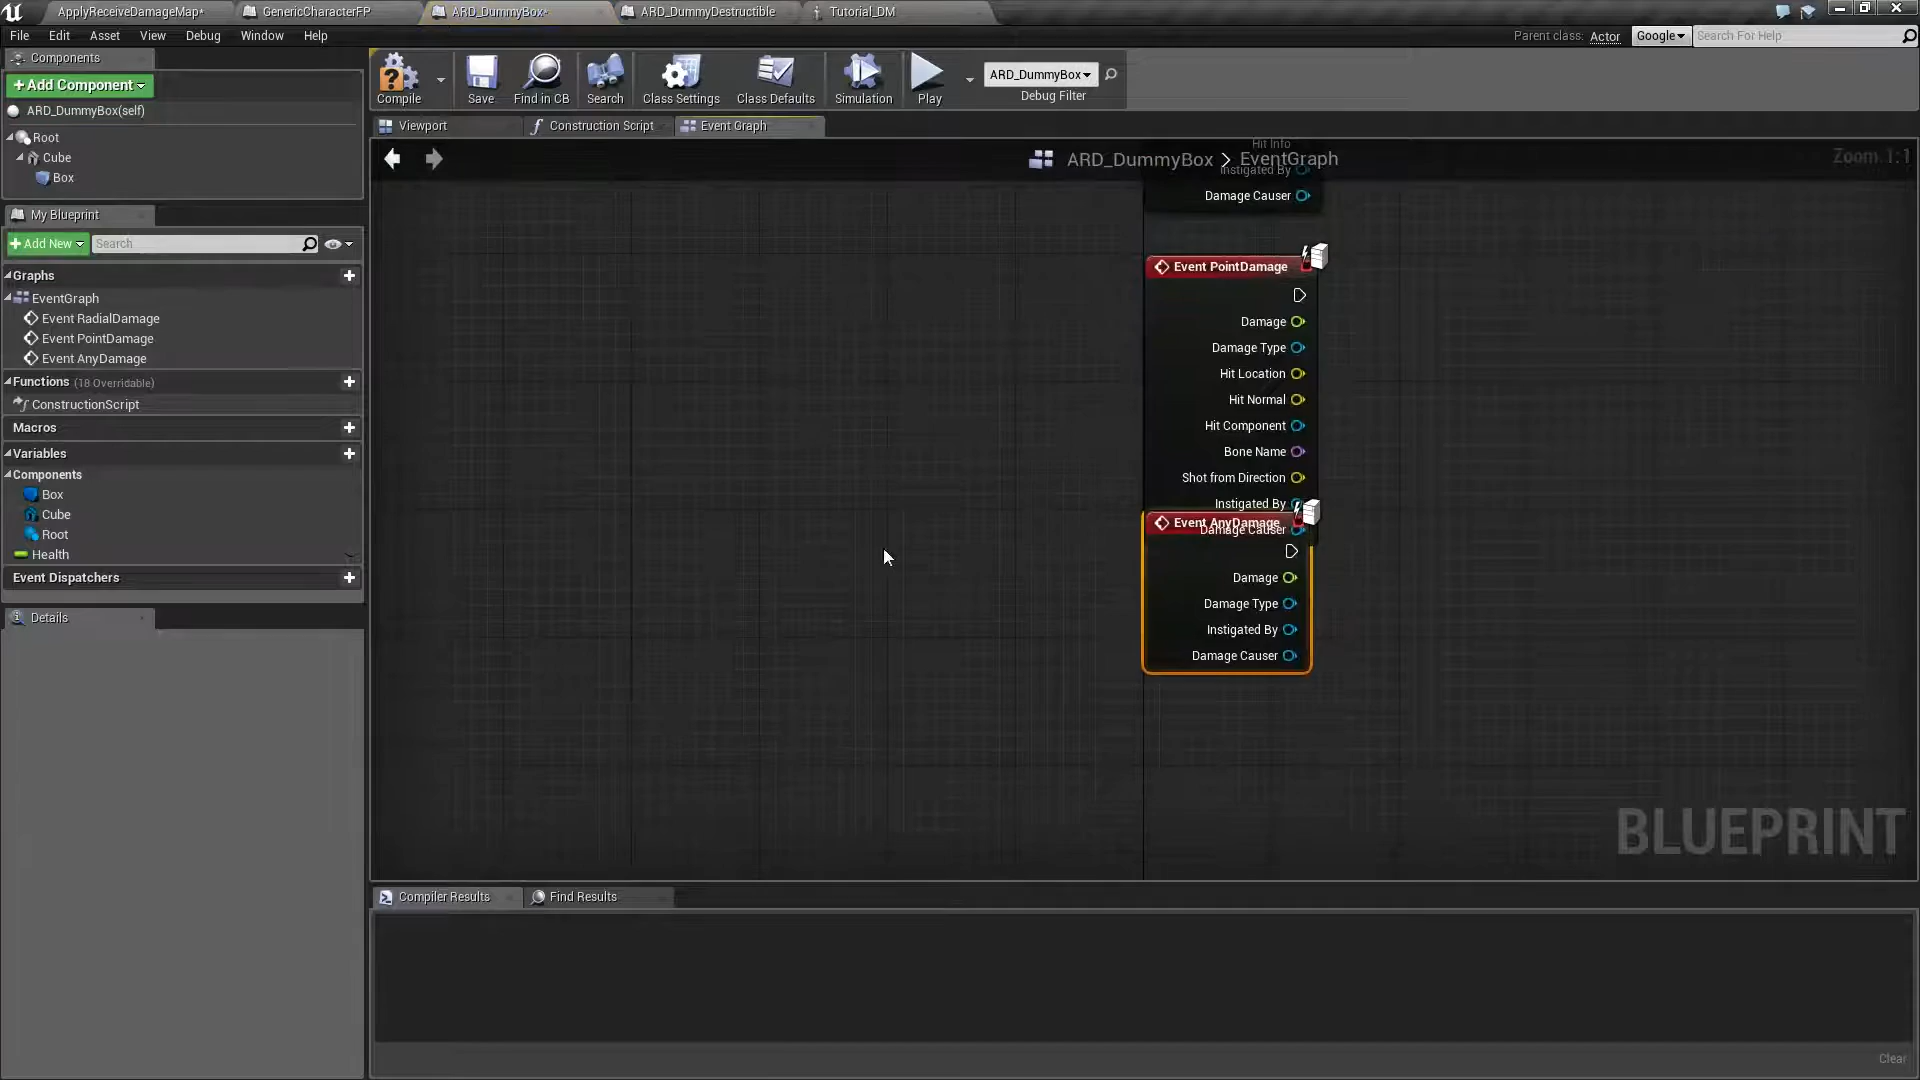 ApplyReceiveDamageMap*
GenericCharacterFP
ARD_DummyBox*
ARD_DummyDestructible
Tutorial_DM
File Edit Asset View Debug Window Help
Parent class: Actor
Google
Search For Help
Components
+Add Component
ARD_DummyBox(self)
Root
Cube
Box
My Blueprint
+Add New
Search
Graphs
EventGraph
Event RadialDamage
Event PointDamage
Event AnyDamage
Functions (18 Overridable)
ConstructionScript
Macros
Variables
Components
Box
Cube
Root
Health
Event Dispatchers
Details
Compile
Save
Find in CB
Search
Class Settings
Class Defaults
Simulation
Play
ARD_DummyBox
Debug Filter
Viewport
Construction Script
Event Graph
ARD_DummyBox > EventGraph
Zoom 1:1
Hit Info
Instigated By
Damage Causer
Event PointDamage
Damage
Damage Type
Hit Location
Hit Normal
Hit Component
Bone Name
Shot from Direction
Instigated By
Damage Causer
Event AnyDamage
Damage
Damage Type
Instigated By
Damage Causer
BLUEPRINT
Compiler Results
Find Results
Clear